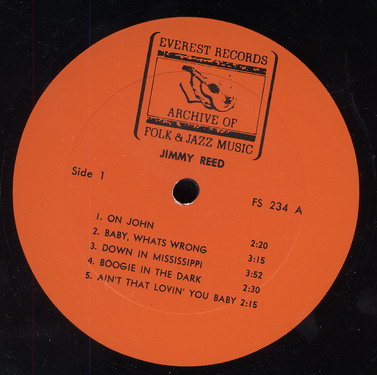 EVEREST RECORDS
ARCHIVE OF
FOLK & JAZZ MUSIC
JIMMY REED
Side 1
FS 234 A
1. ON JOHN 2:20
2. BABY, WHATS WRONG 3:15
3. DOWN IN MISSISSIPPI 3:52
4. BOOGIE IN THE DARK 2:30
5. AIN'T THAT LOVIN' YOU BABY 2:15